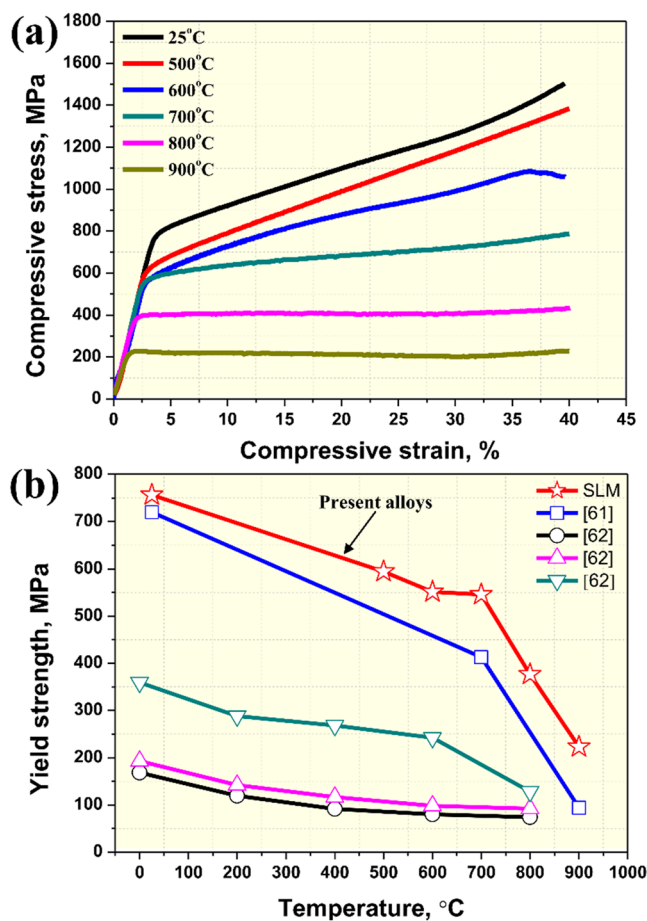 (a)
1800
1600
1400
1200
1000
800
600
400
200
0
Compressive stress, MPa
25°C
500°C
600°C
700°C
800°C
900°C
0 5 10 15 20 25 30 35 40 45
Compressive strain, %
(b)
800
700
600
500
400
300
200
100
0
Yield strength, MPa
Present alloys
SLM
[61]
[62]
[62]
[62]
0 100 200 300 400 500 600 700 800 900 1000
Temperature, °C